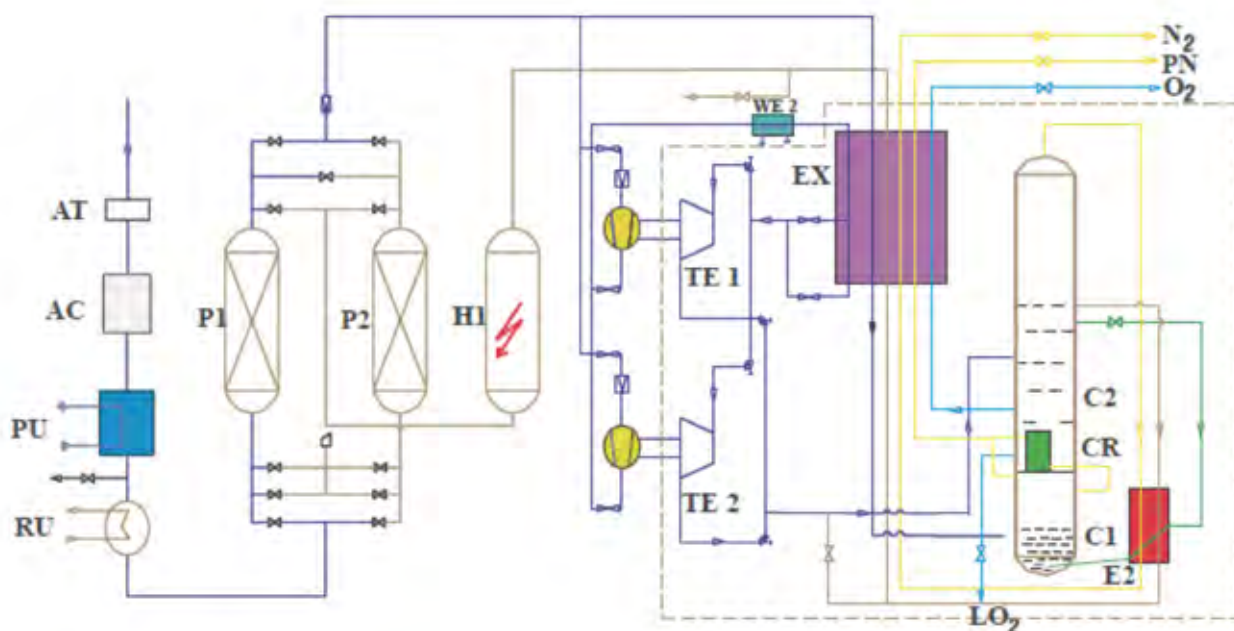 N₂
PN
O₂
WE 2
EX
AT
AC
P1
P2
H1
TE 1
PU
C2
CR
RU
TE 2
C1
E2
LO₂